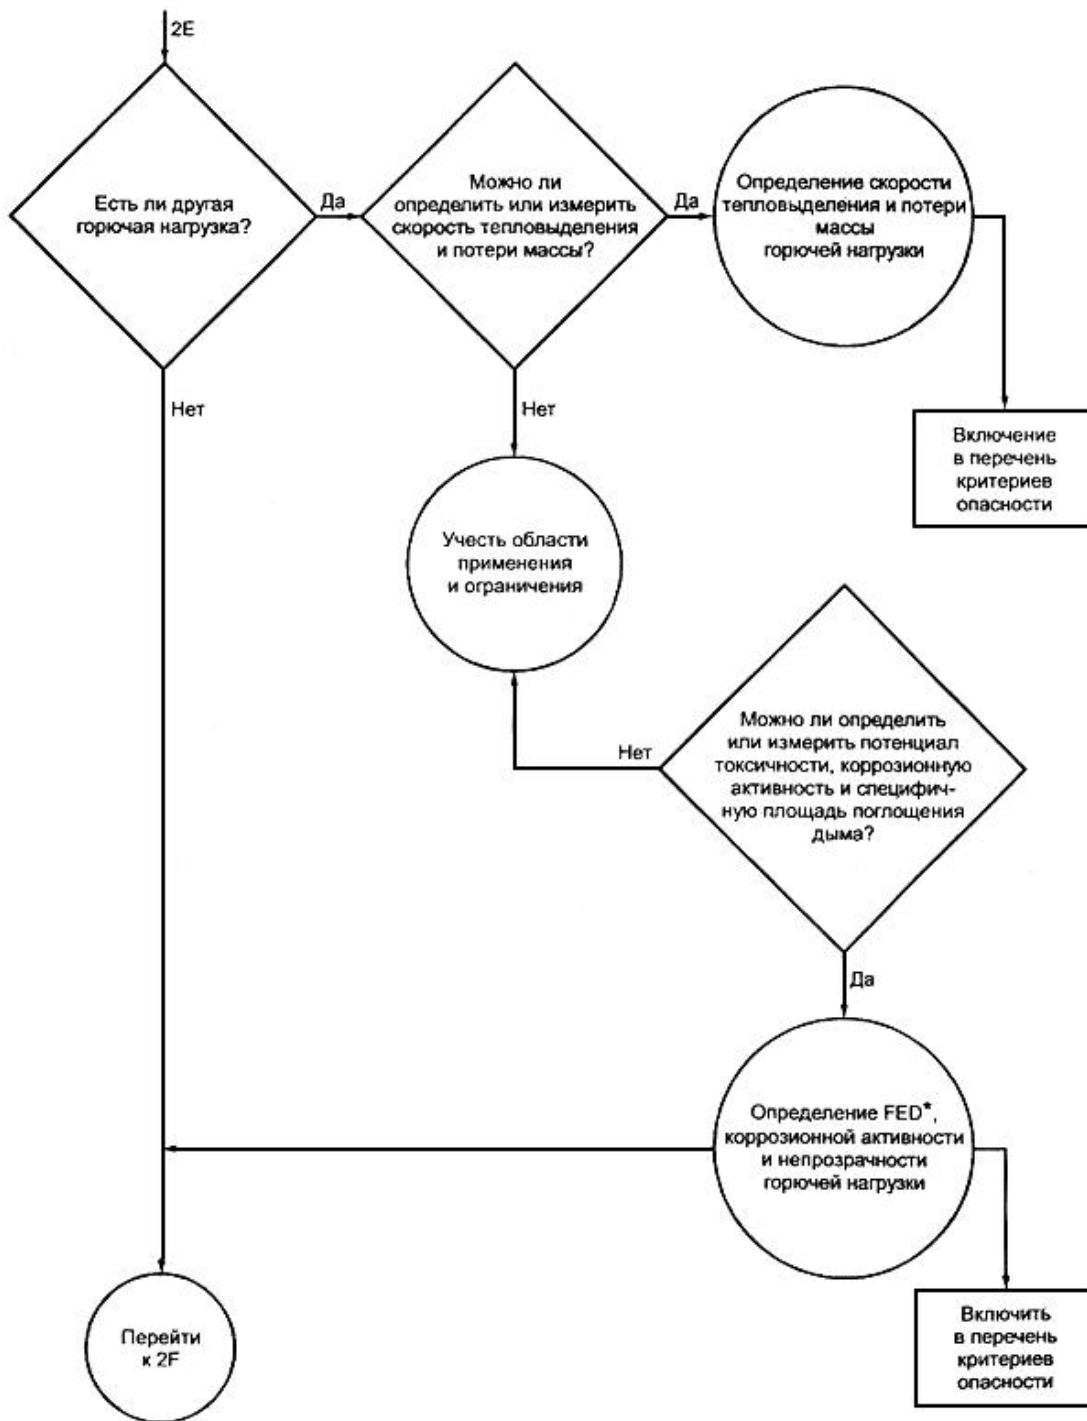 2E
Есть ли другая
горючая нагрузка?
Да
Можно ли
определить или измерить
скорость тепловыделения
и потери массы?
Да
Определение скорости
тепловыделения и потери
массы
горючей нагрузки
Нет
Нет
Включение
в перечень
критериев
опасности
Учесть области
применения
и ограничения
Можно ли определить
или измерить потенциал
токсичности, коррозионную
активность и специфич-
ную площадь поглощения
дыма?
Нет
Да
Определение FED*,
коррозионной активности
и непрозрачности
горючей нагрузки
Перейти
к 2F
Включить
в перечень
критериев
опасности